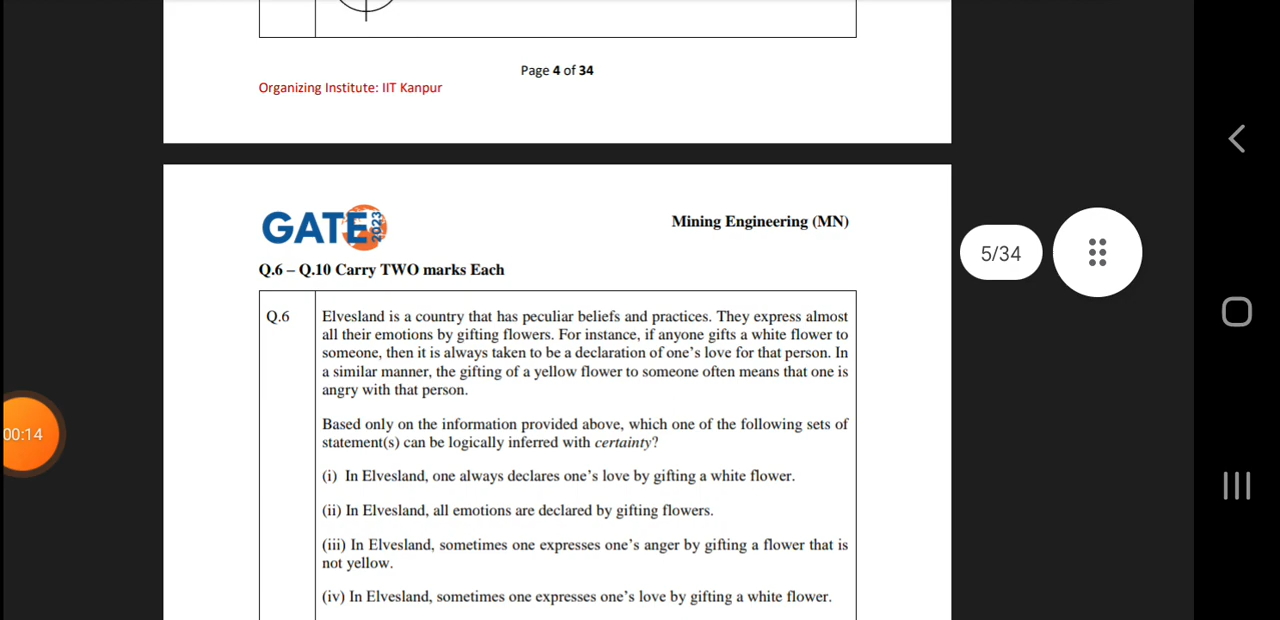 Page 4 of 34
Organizing Institute: IIT Kanpur
GATE 2023
Mining Engineering (MN)
5/34
Q.6 – Q.10 Carry TWO marks Each
Q.6
Elvesland is a country that has peculiar beliefs and practices. They express almost
all their emotions by gifting flowers. For instance, if anyone gifts a white flower to
someone, then it is always taken to be a declaration of one's love for that person. In
a similar manner, the gifting of a yellow flower to someone often means that one is
angry with that person.
00:14
Based only on the information provided above, which one of the following sets of
statement(s) can be logically inferred with certainty?
(i) In Elvesland, one always declares one's love by gifting a white flower.
(ii) In Elvesland, all emotions are declared by gifting flowers.
(iii) In Elvesland, sometimes one expresses one's anger by gifting a flower that is
not yellow.
(iv) In Elvesland, sometimes one expresses one's love by gifting a white flower.